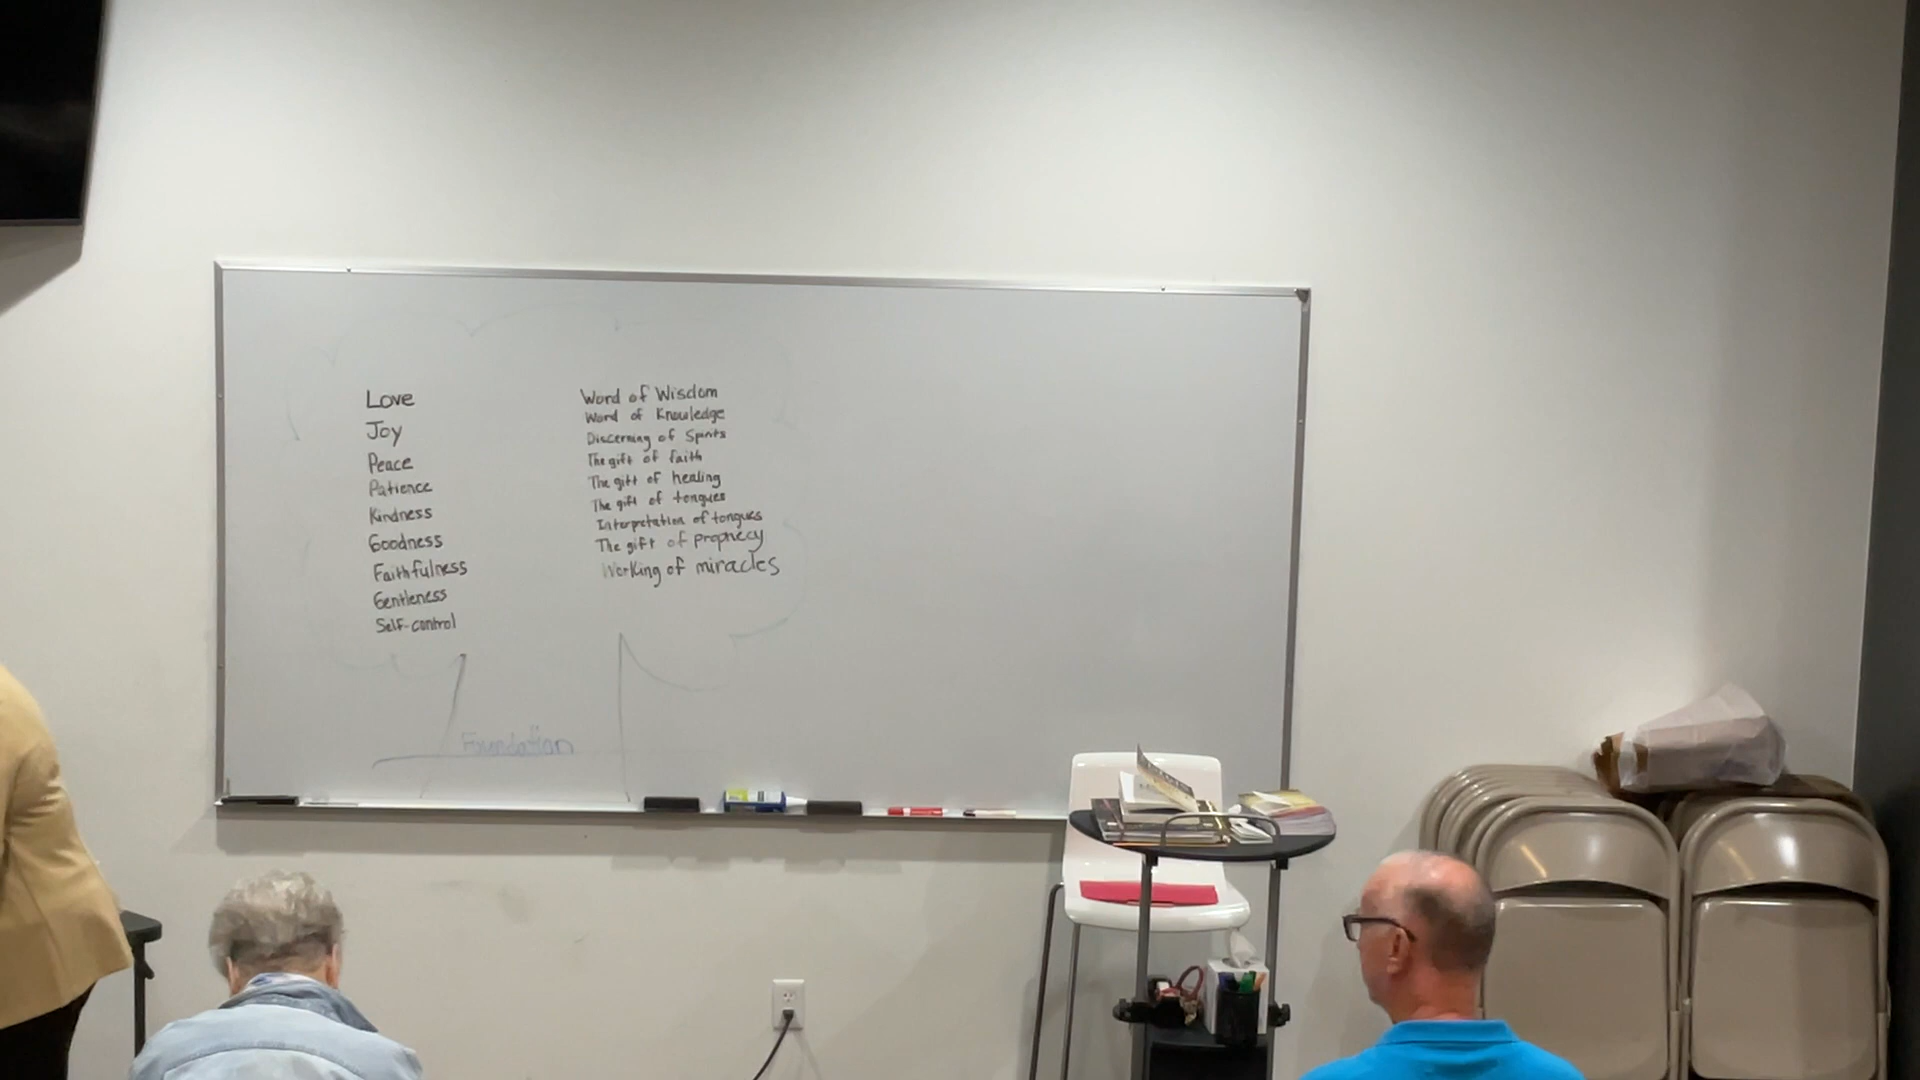 Love
Joy
Peace
Patience
Kindness
Goodness
Faithfulness
Gentleness
Self-control
Word of Wisdom
Word of Knowledge
Discerning of Spirits
The gift of faith
The gift of healing
The gift of tongues
Interpretation of tongues
The gift of prophecy
Working of miracles
Foundation